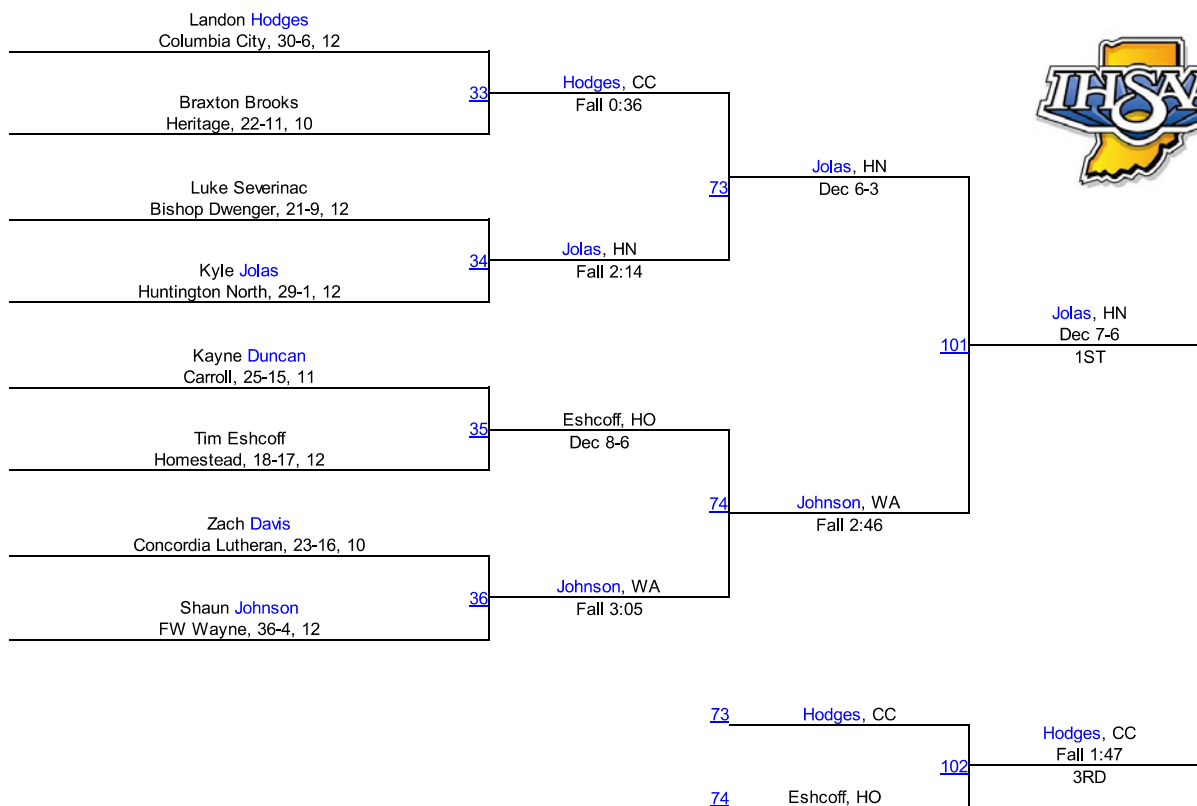 Landon Hodges
Columbia City, 30-6, 12
33
Braxton Brooks
Heritage, 22-11, 10
Hodges, CC
Fall 0:36
Luke Severinac
Bishop Dwenger, 21-9, 12
34
Kyle Jolas
Huntington North, 29-1, 12
Jolas, HN
Fall 2:14
73
Jolas, HN
Dec 6-3
Kayne Duncan
Carroll, 25-15, 11
35
Tim Eshcoff
Homestead, 18-17, 12
Eshcoff, HO
Dec 8-6
Zach Davis
Concordia Lutheran, 23-16, 10
36
Shaun Johnson
FW Wayne, 36-4, 12
Johnson, WA
Fall 3:05
74
Johnson, WA
Fall 2:46
101
Jolas, HN
Dec 7-6
1ST
IHSAA
73
Hodges, CC
102
74
Eshcoff, HO
Hodges, CC
Fall 1:47
3RD